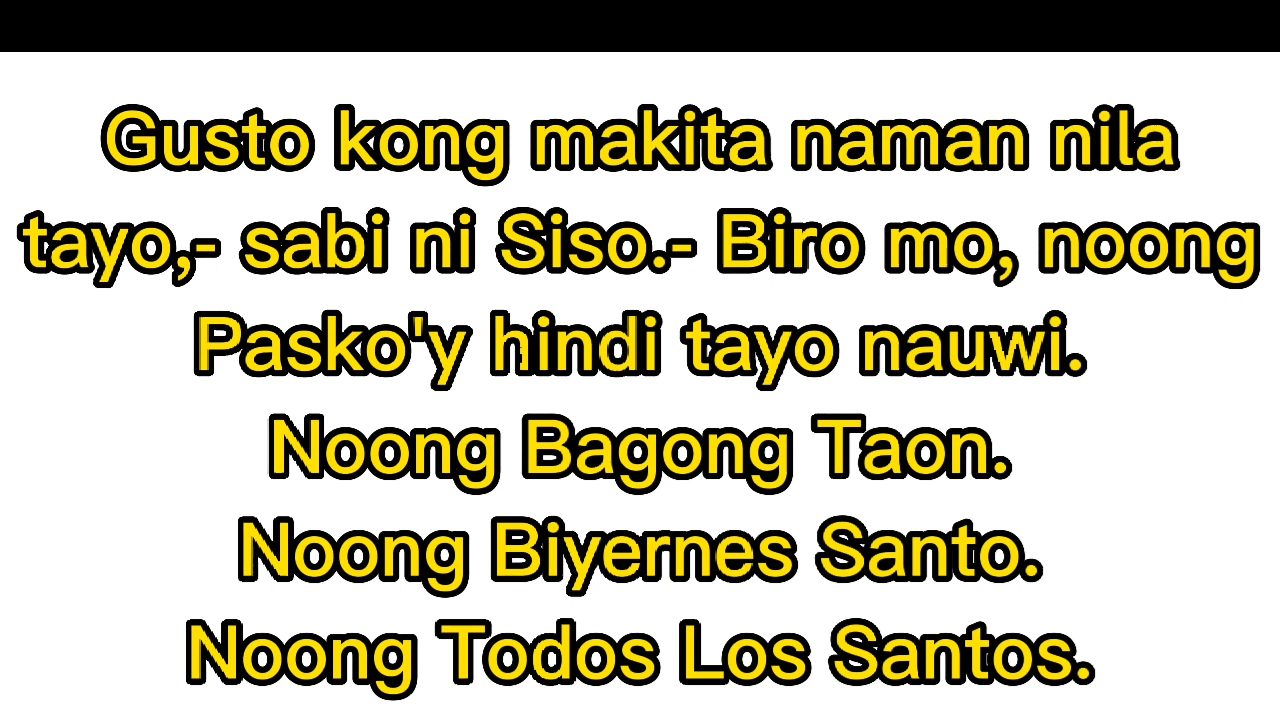 Gusto kong makita naman nila
tayo,- sabi ni Siso.- Biro mo, noong
Pasko'y hindi tayo nauwi.
Noong Bagong Taon.
Noong Biyernes Santo.
Noong Todos Los Santos.